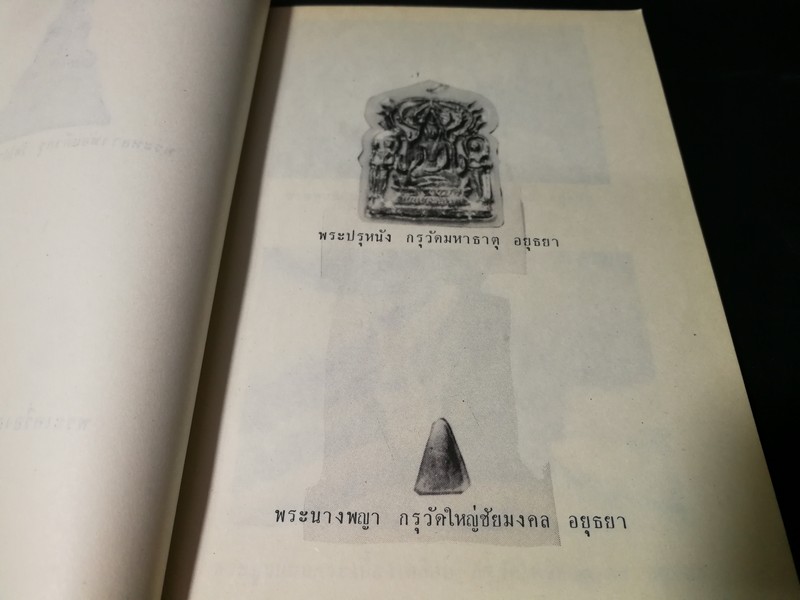 พระปรุหนัง กรุวัดมหาธาตุ อยุธยา
พระนางพญา กรุวัดใหญ่ชัยมงคล อยุธยา